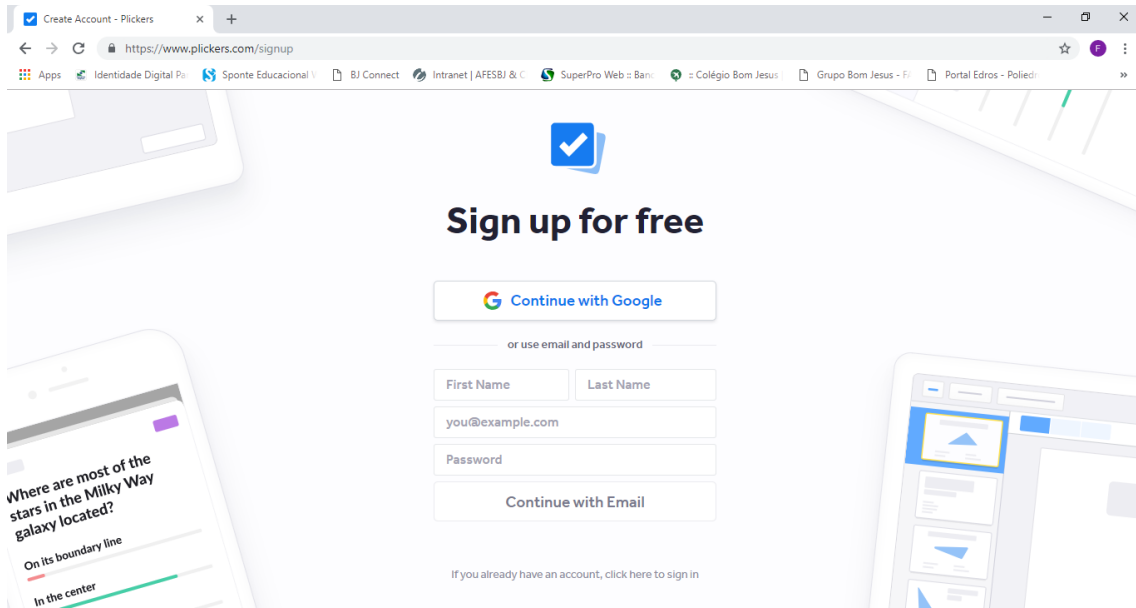 Create Account - Plickers
https://www.plickers.com/signup
F
Apps
Identidade Digital Pa
Sponte Educacional
BJ Connect
Intranet | AFESBJ & C
SuperPro Web :: Banc
:: Colégio Bom Jesus
Grupo Bom Jesus - F
Portal Edros - Polied
»
Sign up for free
Continue with Google
or use email and password
First Name
Last Name
you@example.com
Password
Continue with Email
If you already have an account, click here to sign in
Where are most of the
stars in the Milky Way
galaxy located?
On its boundary line
In the center